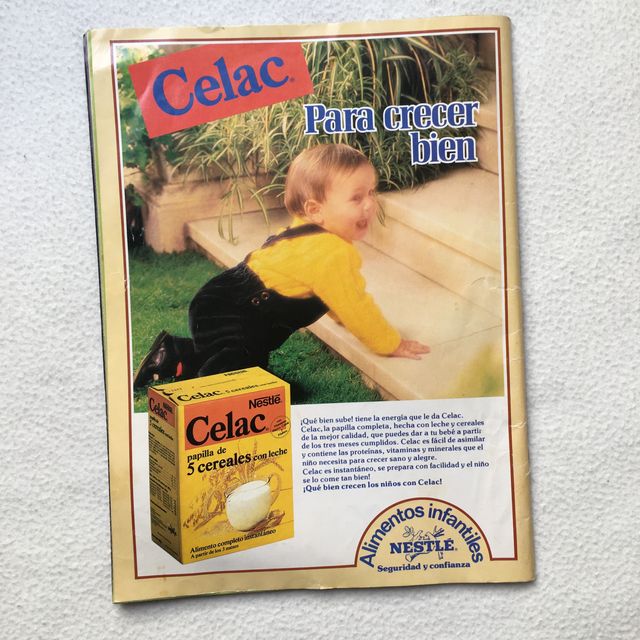 Celac®
Para crecer
bien
Celac. 5 cereales
Nestlé
Celac
papilla de
5 cereales con leche
Alimento completo instantáneo
A partir de los 3 meses
¡Qué bien sube! tiene la energía que le da Celac.
Celac, la papilla completa, hecha con leche y cereales
de la mejor calidad, que puedes dar a tu bebé a partir
de los tres meses cumplidos. Celac es fácil de asimilar
y contiene las proteínas, vitaminas y minerales que el
niño necesita para crecer sano y alegre.
Celac es instantáneo, se prepara con facilidad y el niño
se lo come tan bien!
¡Qué bien crecen los niños con Celac!
Alimentos infantiles
NESTLÉ®
Seguridad y confianza